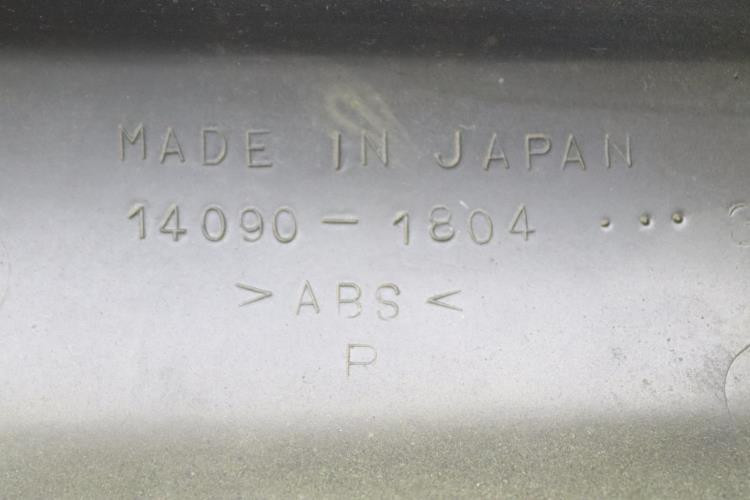 MADE IN JAPAN
14090-1804 ...
>ABS<
P